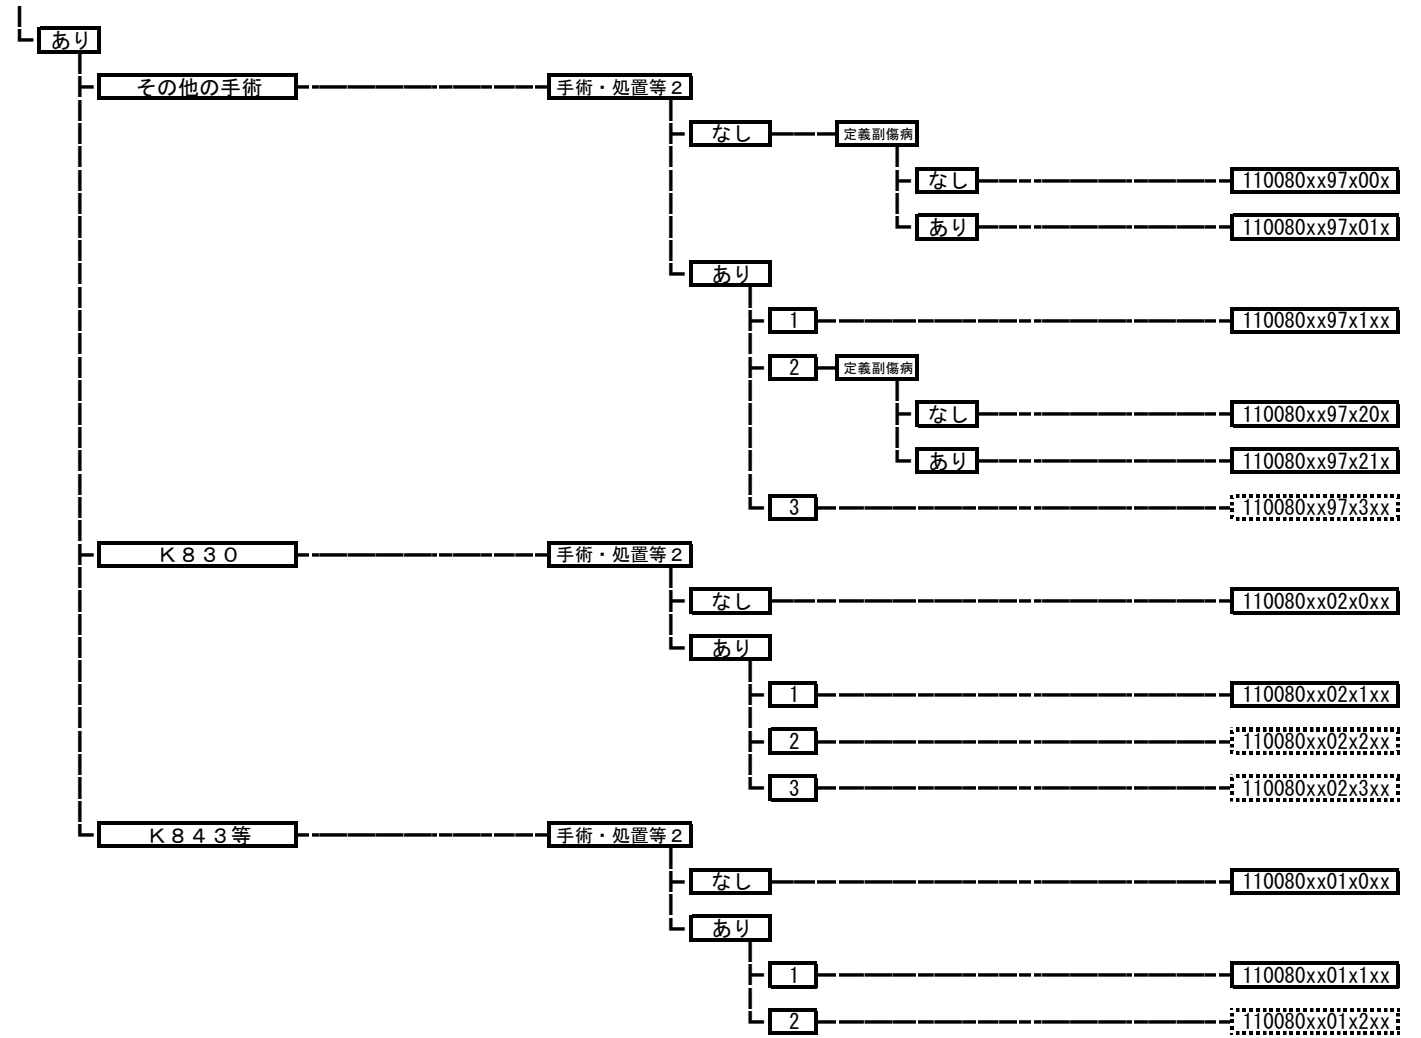 あり
その他の手術 手術・処置等２
なし 定義副傷病
なし 110080xx97x00x
あり 110080xx97x01x
あり
1 110080xx97x1xx
2 定義副傷病
なし 110080xx97x20x
あり 110080xx97x21x
3 110080xx97x3xx
Ｋ８３０ 手術・処置等２
なし 110080xx02x0xx
あり
1 110080xx02x1xx
2 110080xx02x2xx
3 110080xx02x3xx
Ｋ８４３等 手術・処置等２
なし 110080xx01x0xx
あり
1 110080xx01x1xx
2 110080xx01x2xx